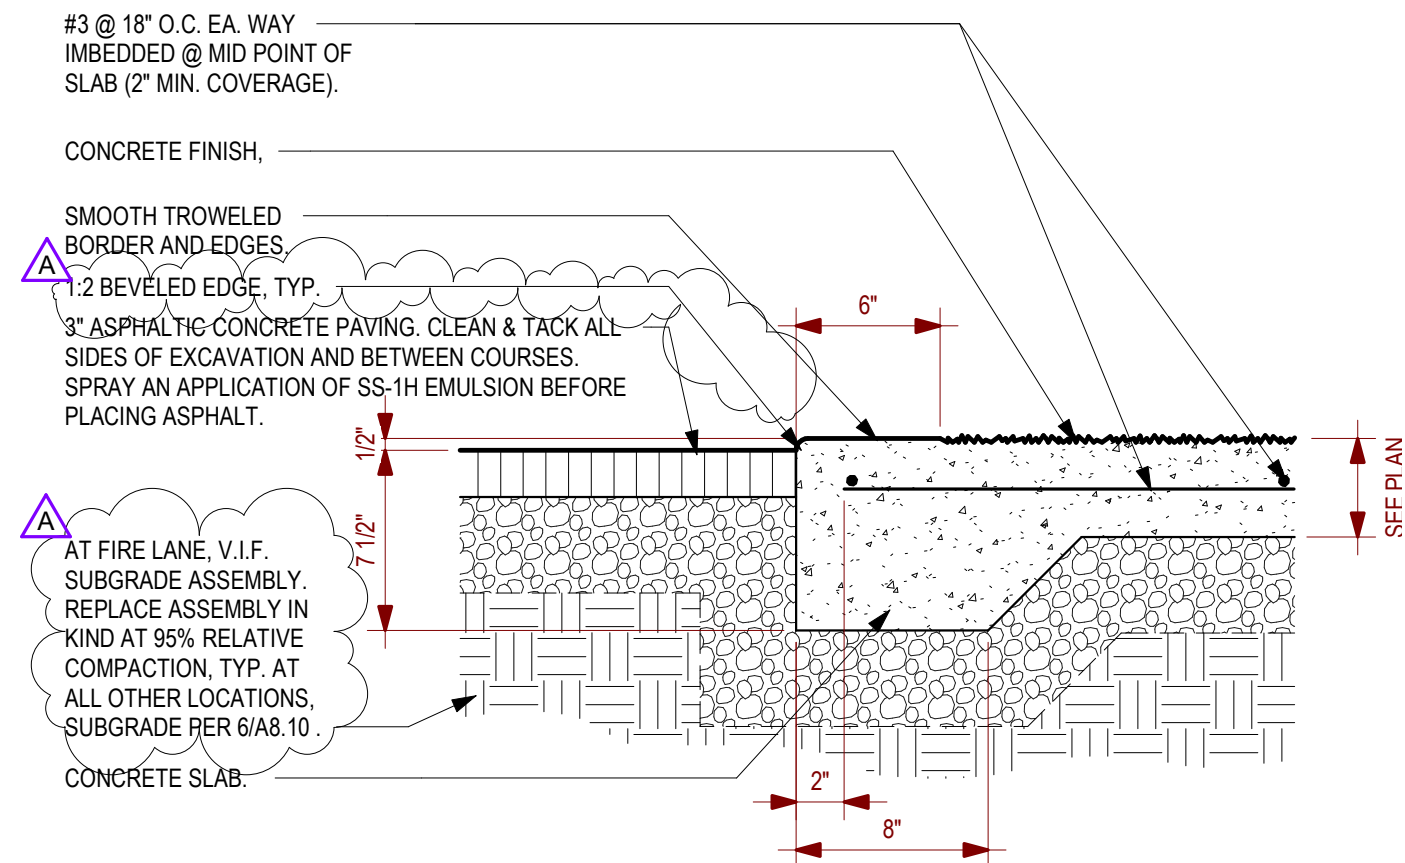 #3 @ 18" O.C. EA. WAY
IMBEDDED @ MID POINT OF
SLAB (2" MIN. COVERAGE).
CONCRETE FINISH,
SMOOTH TROWELED
BORDER AND EDGES.
A
1:2 BEVELED EDGE, TYP.
3" ASPHALTIC CONCRETE PAVING. CLEAN & TACK ALL
SIDES OF EXCAVATION AND BETWEEN COURSES.
SPRAY AN APPLICATION OF SS-1H EMULSION BEFORE
PLACING ASPHALT.
6"
1/2"
7 1/2"
SEE PLAN
A
AT FIRE LANE, V.I.F.
SUBGRADE ASSEMBLY.
REPLACE ASSEMBLY IN
KIND AT 95% RELATIVE
COMPACTION, TYP. AT
ALL OTHER LOCATIONS,
SUBGRADE PER 6/A8.10 .
CONCRETE SLAB.
2"
8"